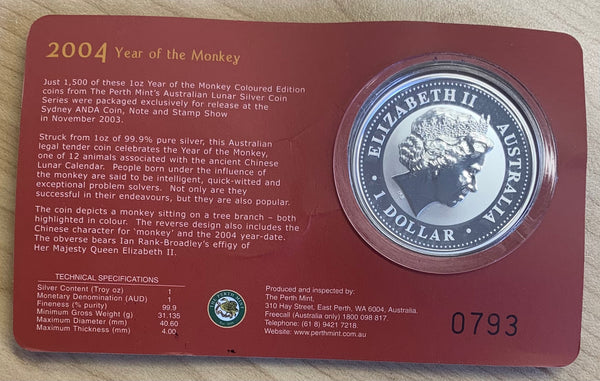 2004 Year of the Monkey
Just 1,500 of these 1oz Year of the Monkey Coloured Edition
coins from The Perth Mint's Australian Lunar Silver Coin
Series were packaged exclusively for release at the
Sydney ANDA Coin, Note and Stamp Show
in November 2003.
Struck from 1oz of 99.9% pure silver, this Australian
legal tender coin celebrates the Year of the Monkey,
one of 12 animals associated with the ancient Chinese
Lunar Calendar. People born under the influence of
the monkey are said to be intelligent, quick-witted and
exceptional problem solvers. Not only are they
successful in their endeavours, but they are also popular.
The coin depicts a monkey sitting on a tree branch – both
highlighted in colour. The reverse design also includes the
Chinese character for 'monkey' and the 2004 year-date.
The obverse bears Ian Rank-Broadley's effigy of
Her Majesty Queen Elizabeth II.
TECHNICAL SPECIFICATIONS
Silver Content (Troy oz) 1
Monetary Denomination (AUD) 1
Fineness (% purity) 99.9
Minimum Gross Weight (g) 31.135
Maximum Diameter (mm) 40.60
Maximum Thickness (mm) 4.00
THE PERTH MINT
Produced and inspected by:
The Perth Mint,
310 Hay Street, East Perth, WA 6004, Australia.
Freecall (Australia only) 1800 098 817.
Telephone: (61 8) 9421 7218.
Website: www.perthmint.com.au
ELIZABETH II
AUSTRALIA
1 DOLLAR
0793